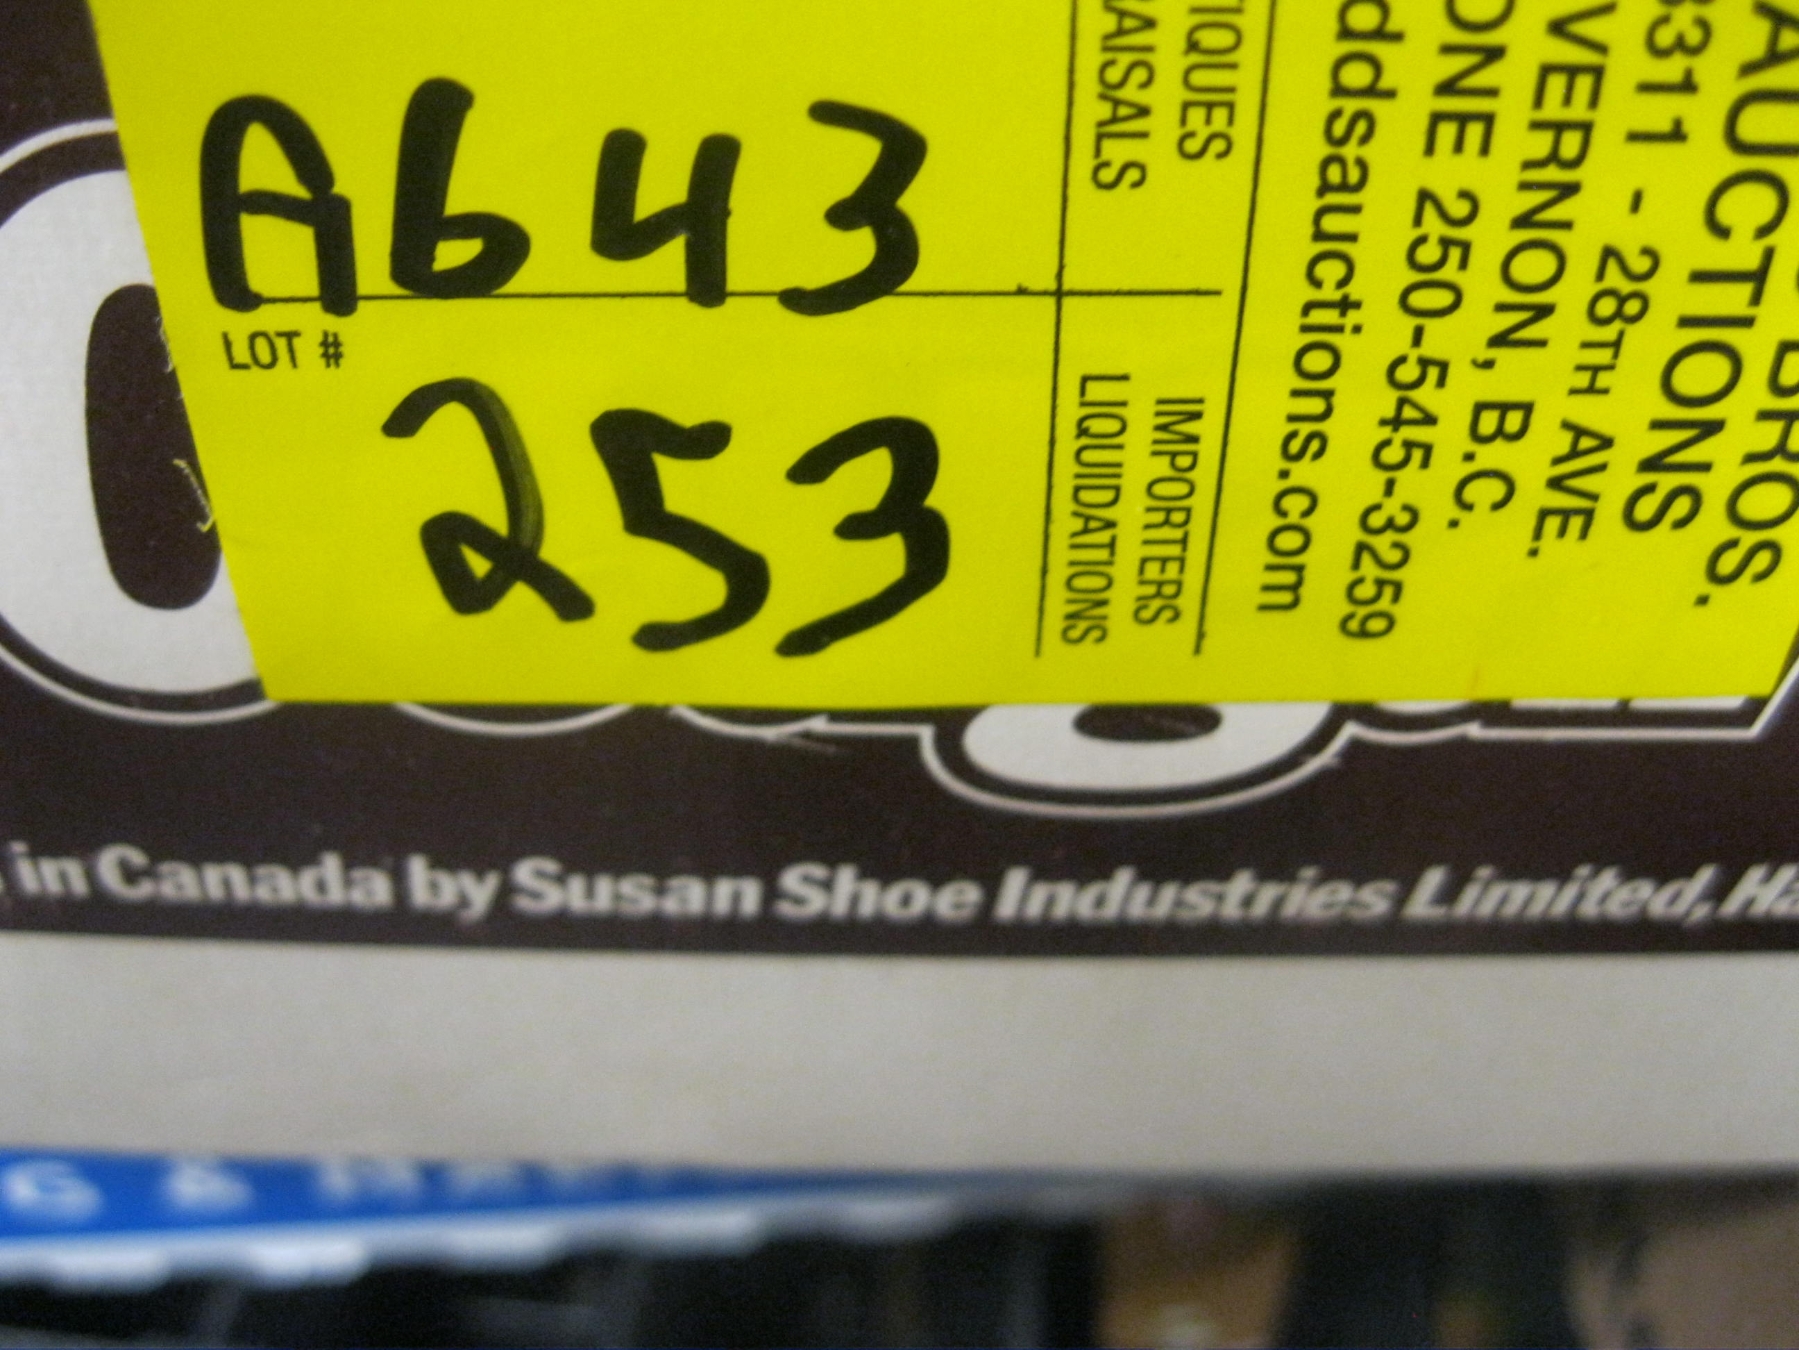 A643
LOT #
253
TIQUES
RAISALS
IMPORTERS
LIQUIDATIONS
BROS.
AUCTIONS
3311 - 28TH AVE.
VERNON, B.C.
ONE 250-545-3259
ddsauctions.com
in Canada by Susan Shoe Industries Limited, Ha